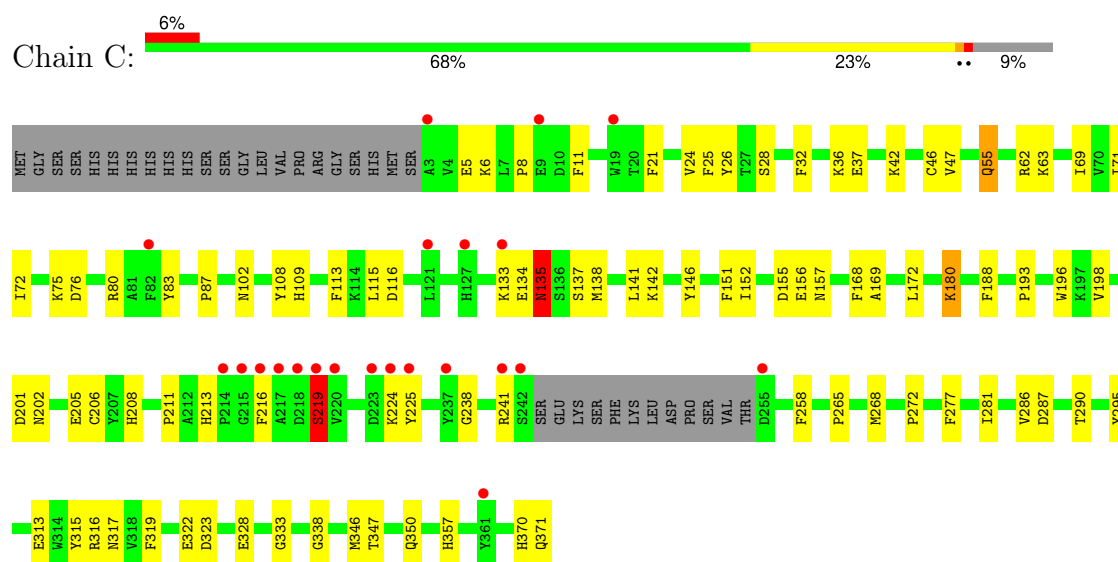 6%
Chain C:
68% 23% •• 9%
MET GLY SER SER HIS HIS HIS HIS HIS HIS SER SER GLY LEU VAL PRO ARG GLY SER HIS MET SER A3 V4 E5 K6 L7 P8 E9 D10 F11 W19 T20 F21 V24 F25 Y26 T27 S28 F32 K36 E37 K42 C46 V47 Q55 R62 K63 I69 V70 I71
I72 K75 D76 R80 A81 F82 Y83 P87 N102 Y108 H109 F113 K114 L115 D116 L121 H127 K133 E134 N135 S136 S137 M138 L141 K142 Y146 F151 I152 D155 E156 N157 F168 A169 L172 K180 F188 P193 W196 K197 V198
D201 N202 E205 C206 Y207 H208 P211 A212 H213 P214 G215 F216 A217 D218 S219 V220 D223 K224 Y225 Y237 G238 R241 S242 SER GLU LYS SER PHE LYS LEU ASP PRO SER VAL THR D255 F258 P265 M268 P272 F277 I281 V286 D287 T290 Y295
E313 W314 Y315 R316 N317 V318 F319 E322 D323 E328 G333 G338 M346 T347 Q350 H357 Y361 H370 Q371